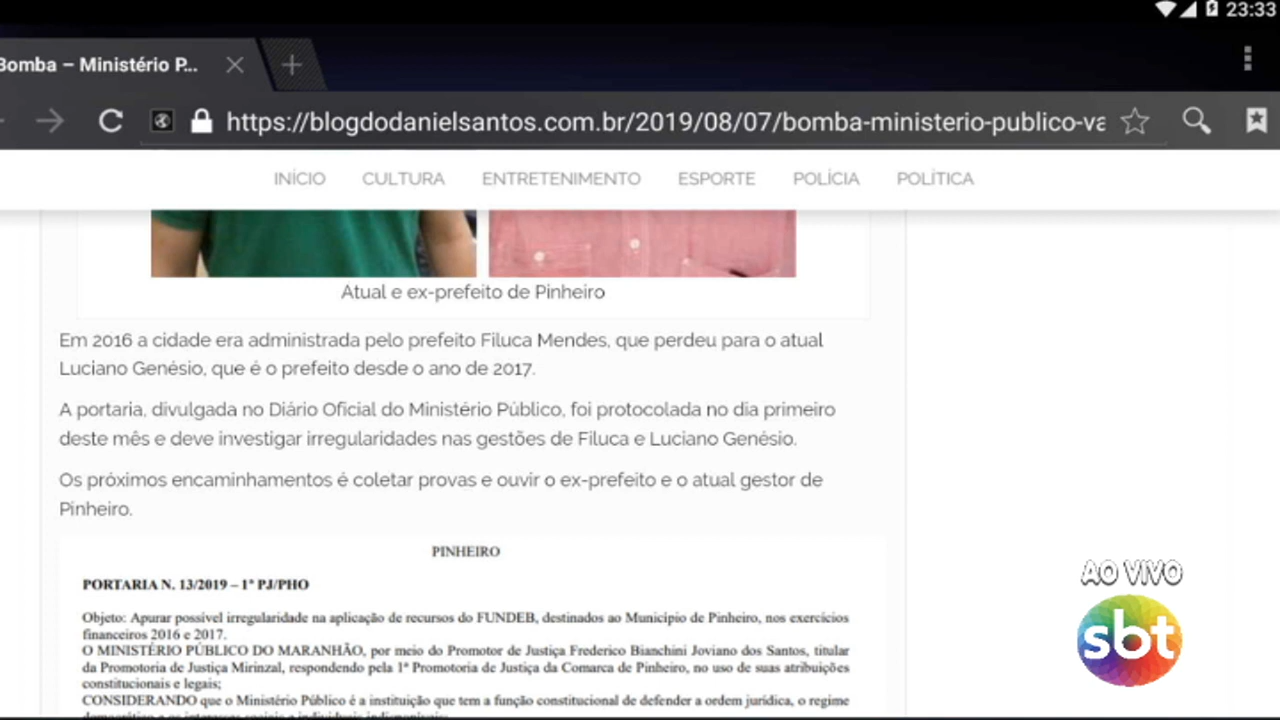 23:33
Bomba – Ministério P...
https://blogdodanielsantos.com.br/2019/08/07/bomba-ministerio-publico-va
INÍCIO CULTURA ENTRETENIMENTO ESPORTE POLÍCIA POLÍTICA
Atual e ex-prefeito de Pinheiro
Em 2016 a cidade era administrada pelo prefeito Filuca Mendes, que perdeu para o atual
Luciano Genésio, que é o prefeito desde o ano de 2017.
A portaria, divulgada no Diário Oficial do Ministério Público, foi protocolada no dia primeiro
deste mês e deve investigar irregularidades nas gestões de Filuca e Luciano Genésio.
Os próximos encaminhamentos é coletar provas e ouvir o ex-prefeito e o atual gestor de
Pinheiro.
PINHEIRO
PORTARIA N. 13/2019 – 1ª PJ/PHO
Objeto: Apurar possível irregularidade na aplicação de recursos do FUNDEB, destinados ao Município de Pinheiro, nos exercícios
financeiros 2016 e 2017.
O MINISTÉRIO PÚBLICO DO MARANHÃO, por meio do Promotor de Justiça Frederico Bianchini Joviano dos Santos, titular
da Promotoria de Justiça Mirinzal, respondendo pela 1ª Promotoria de Justiça da Comarca de Pinheiro, no uso de suas atribuições
constitucionais e legais;
CONSIDERANDO que o Ministério Público é a instituição que tem a função constitucional de defender a ordem jurídica, o regime
AO VIVO
sbt